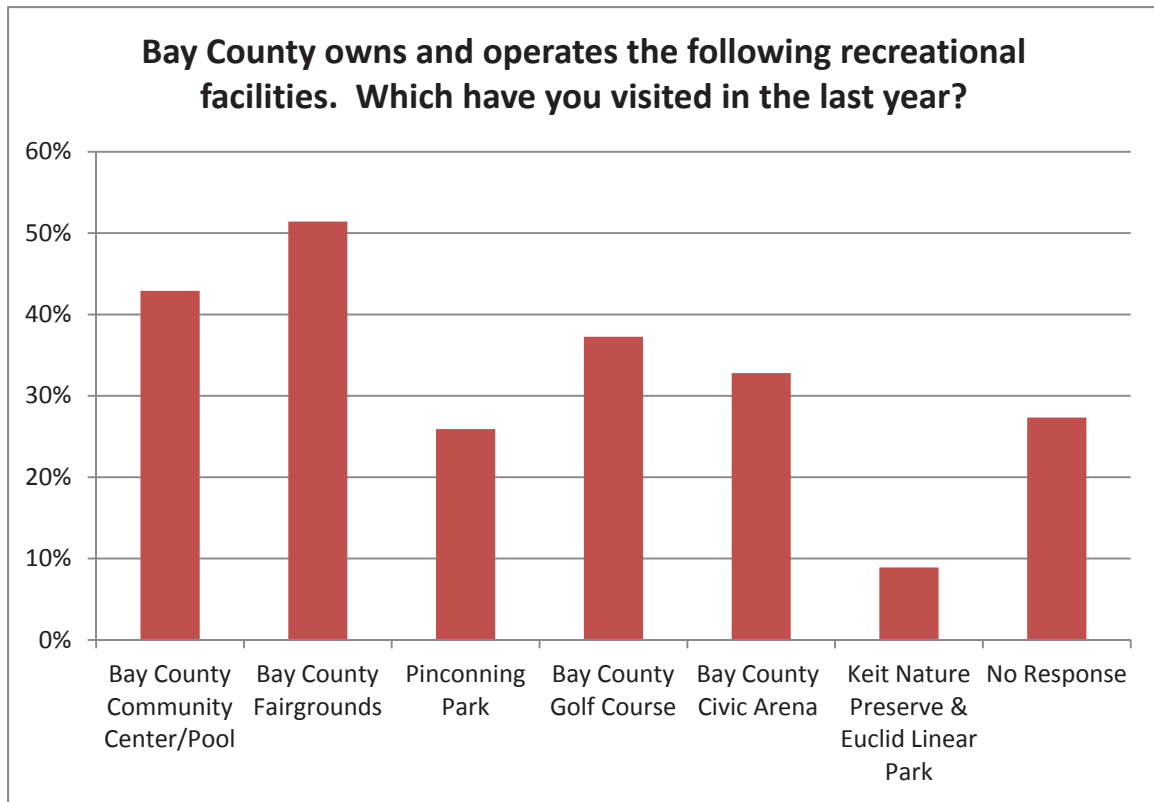 Bay County owns and operates the following recreational
facilities.  Which have you visited in the last year?
60%
50%
40%
30%
20%
10%
0%
Bay County
Community
Center/Pool
Bay County
Fairgrounds
Pinconning
Park
Bay County
Golf Course
Bay County
Civic Arena
Keit Nature
Preserve &
Euclid Linear
Park
No Response